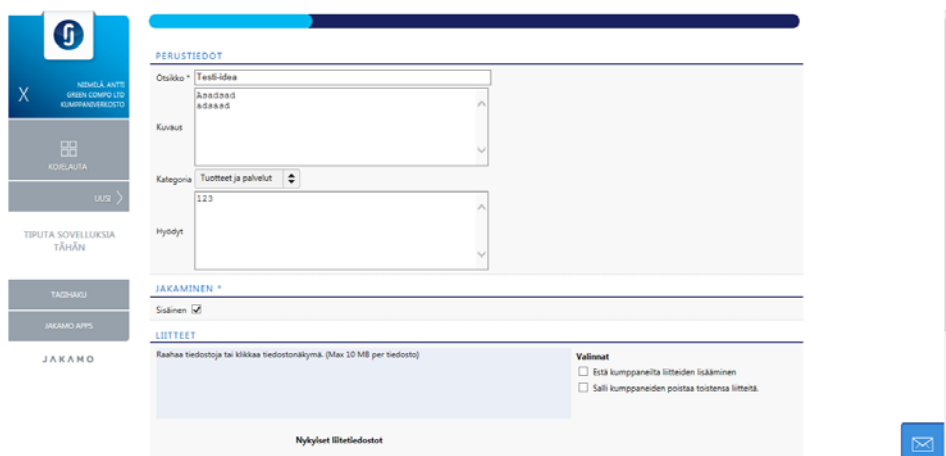 NIEMELÄ, ANTTI
GREEN COMPO LTD
KUMPPANIVERKOSTO
X
KOJELAUTA
UUSI
TIPUTA SOVELLUKSIA
TÄHÄN
TAGIHAKU
JAKAMO APPS
JAKAMO
PERUSTIEDOT
Otsikko * Testi-idea
Kuvaus
Asadsad
adsasd
Kategoria Tuotteet ja palvelut
Hyödyt
123
JAKAMINEN *
Sisäinen
LIITTEET
Raahaa tiedostoja tai klikkaa tiedostonäkymä. (Max 10 MB per tiedosto)
Valinnat
Estä kumppaneilta liitteiden lisääminen
Salli kumppaneiden poistaa toistensa liitteitä.
Nykyiset liitetiedostot